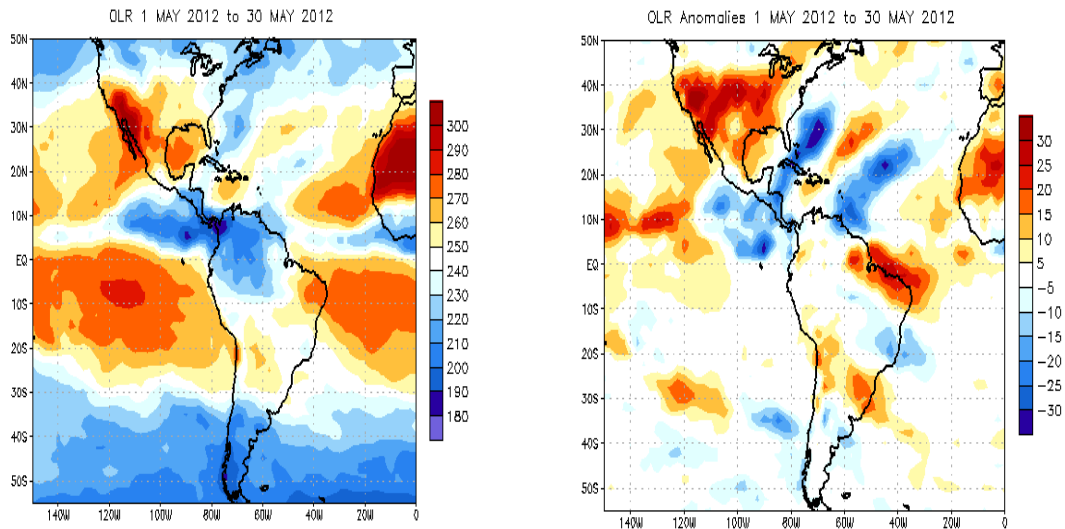 OLR 1 MAY 2012 to 30 MAY 2012
50N
40N
30N
20N
10N
EQ
10S
20S
30S
40S
50S
140W 120W 100W 80W 60W 40W 20W 0
300
290
280
270
260
250
240
230
220
210
200
190
180
OLR Anomalies 1 MAY 2012 to 30 MAY 2012
50N
40N
30N
20N
10N
EQ
10S
20S
30S
40S
50S
140W 120W 100W 80W 60W 40W 20W 0
35
30
25
20
15
10
5
−5
−10
−15
−20
−25
−30